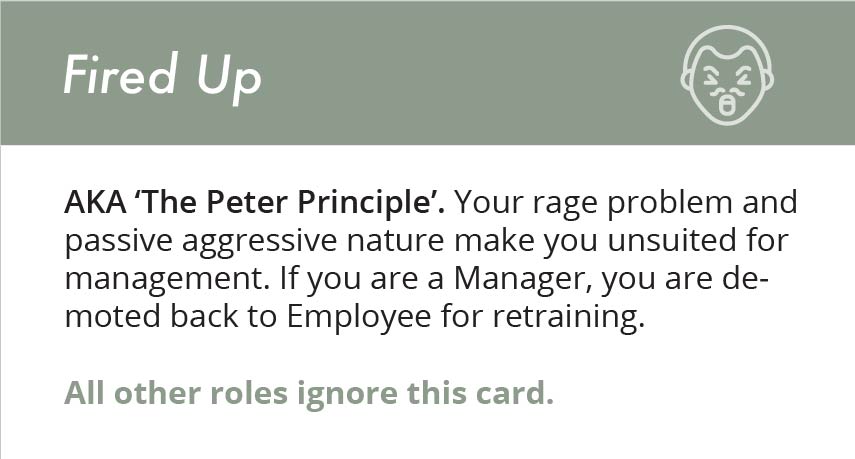 Fired Up
AKA ‘The Peter Principle’. Your rage problem and
passive aggressive nature make you unsuited for
management. If you are a Manager, you are de-
moted back to Employee for retraining.
All other roles ignore this card.